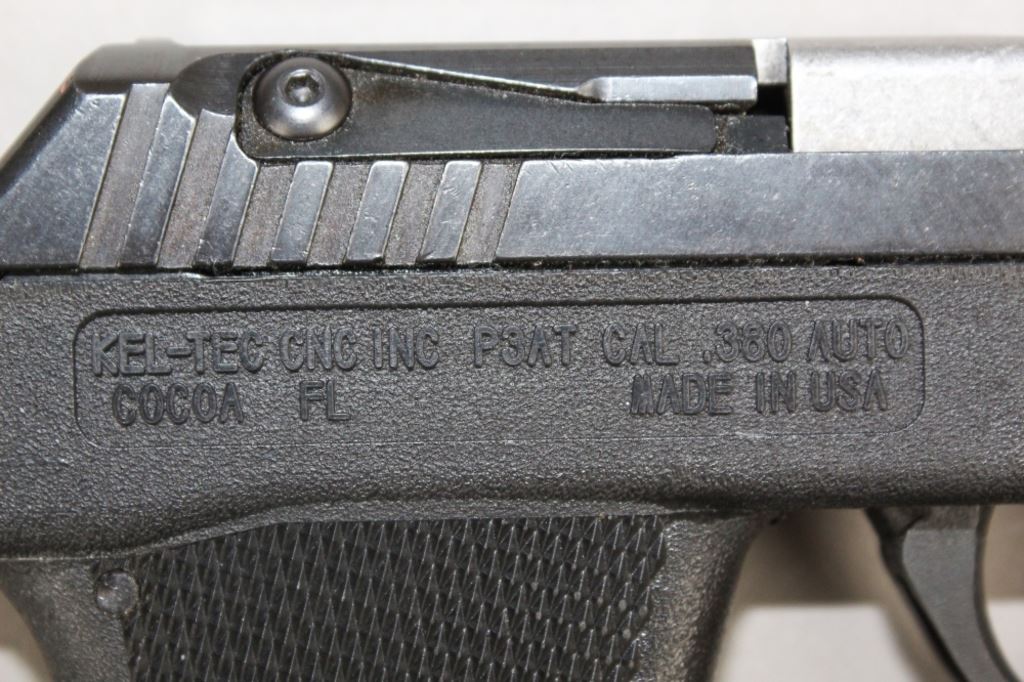 KEL-TEC CNC INC P3AT CAL .380 AUTO
COCOA FL MADE IN USA